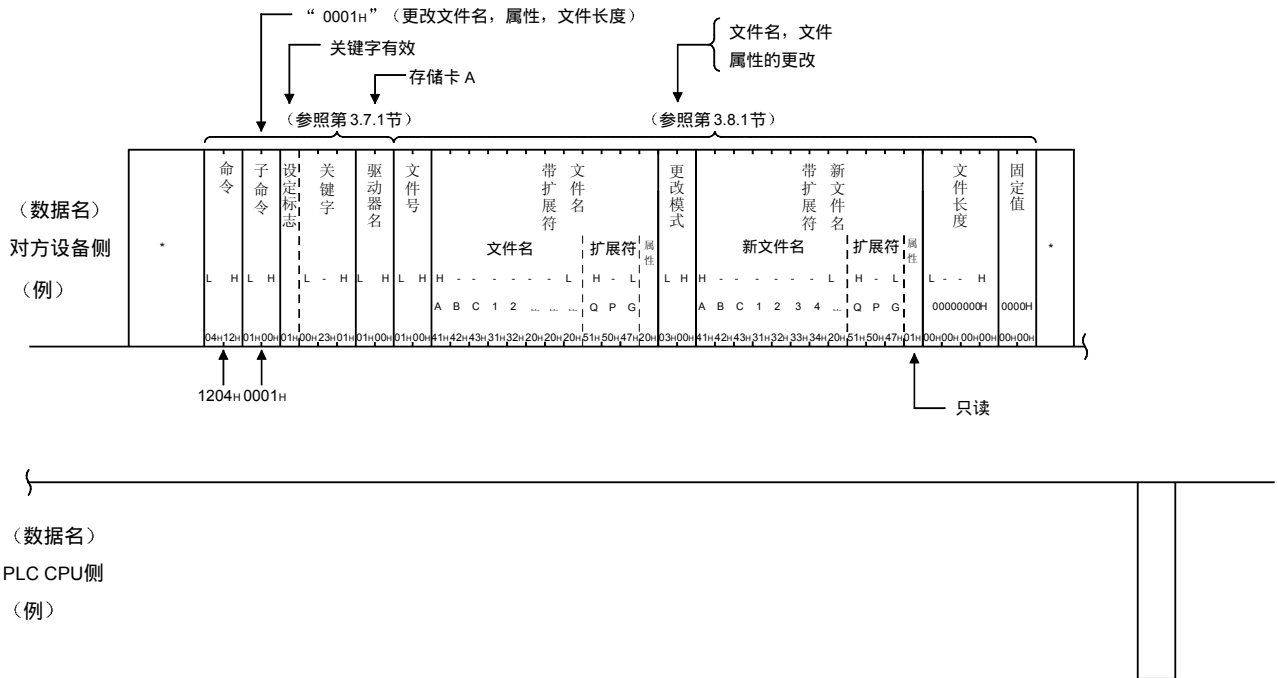 “ 0001H” （更改文件名，属性，文件长度）
关键字有效
存储卡 A
文件名，文件
属性的更改
（参照第 3.7.1节）
（参照第 3.8.1节）
（数据名）
对方设备侧
（例）
*
命令
子命令
设定标志
关键字
驱动器名
文件号
带扩展符
文件名
更改模式
带扩展符
新文件名
文件长度
固定值
*
文件名
扩展符
属性
新文件名
扩展符
属性
L H L H L - H L H L H H - - - - - - L H - L L H H - - - - - - L H - L L - - H
A B C 1 2 ... ... ... Q P G A B C 1 2 3 4 ... Q P G 00000000H 0000H
04H 12H 01H 00H 01H 00H 23H 01H 01H 00H 01H 00H 41H 42H 43H 31H 32H 20H 20H 20H 51H 50H 47H 20H 03H 00H 41H 42H 43H 31H 32H 33H 34H 20H 51H 50H 47H 01H 00H 00H 00H 00H 00H 00H
1204H 0001H
只读
（数据名）
PLC CPU侧
（例）